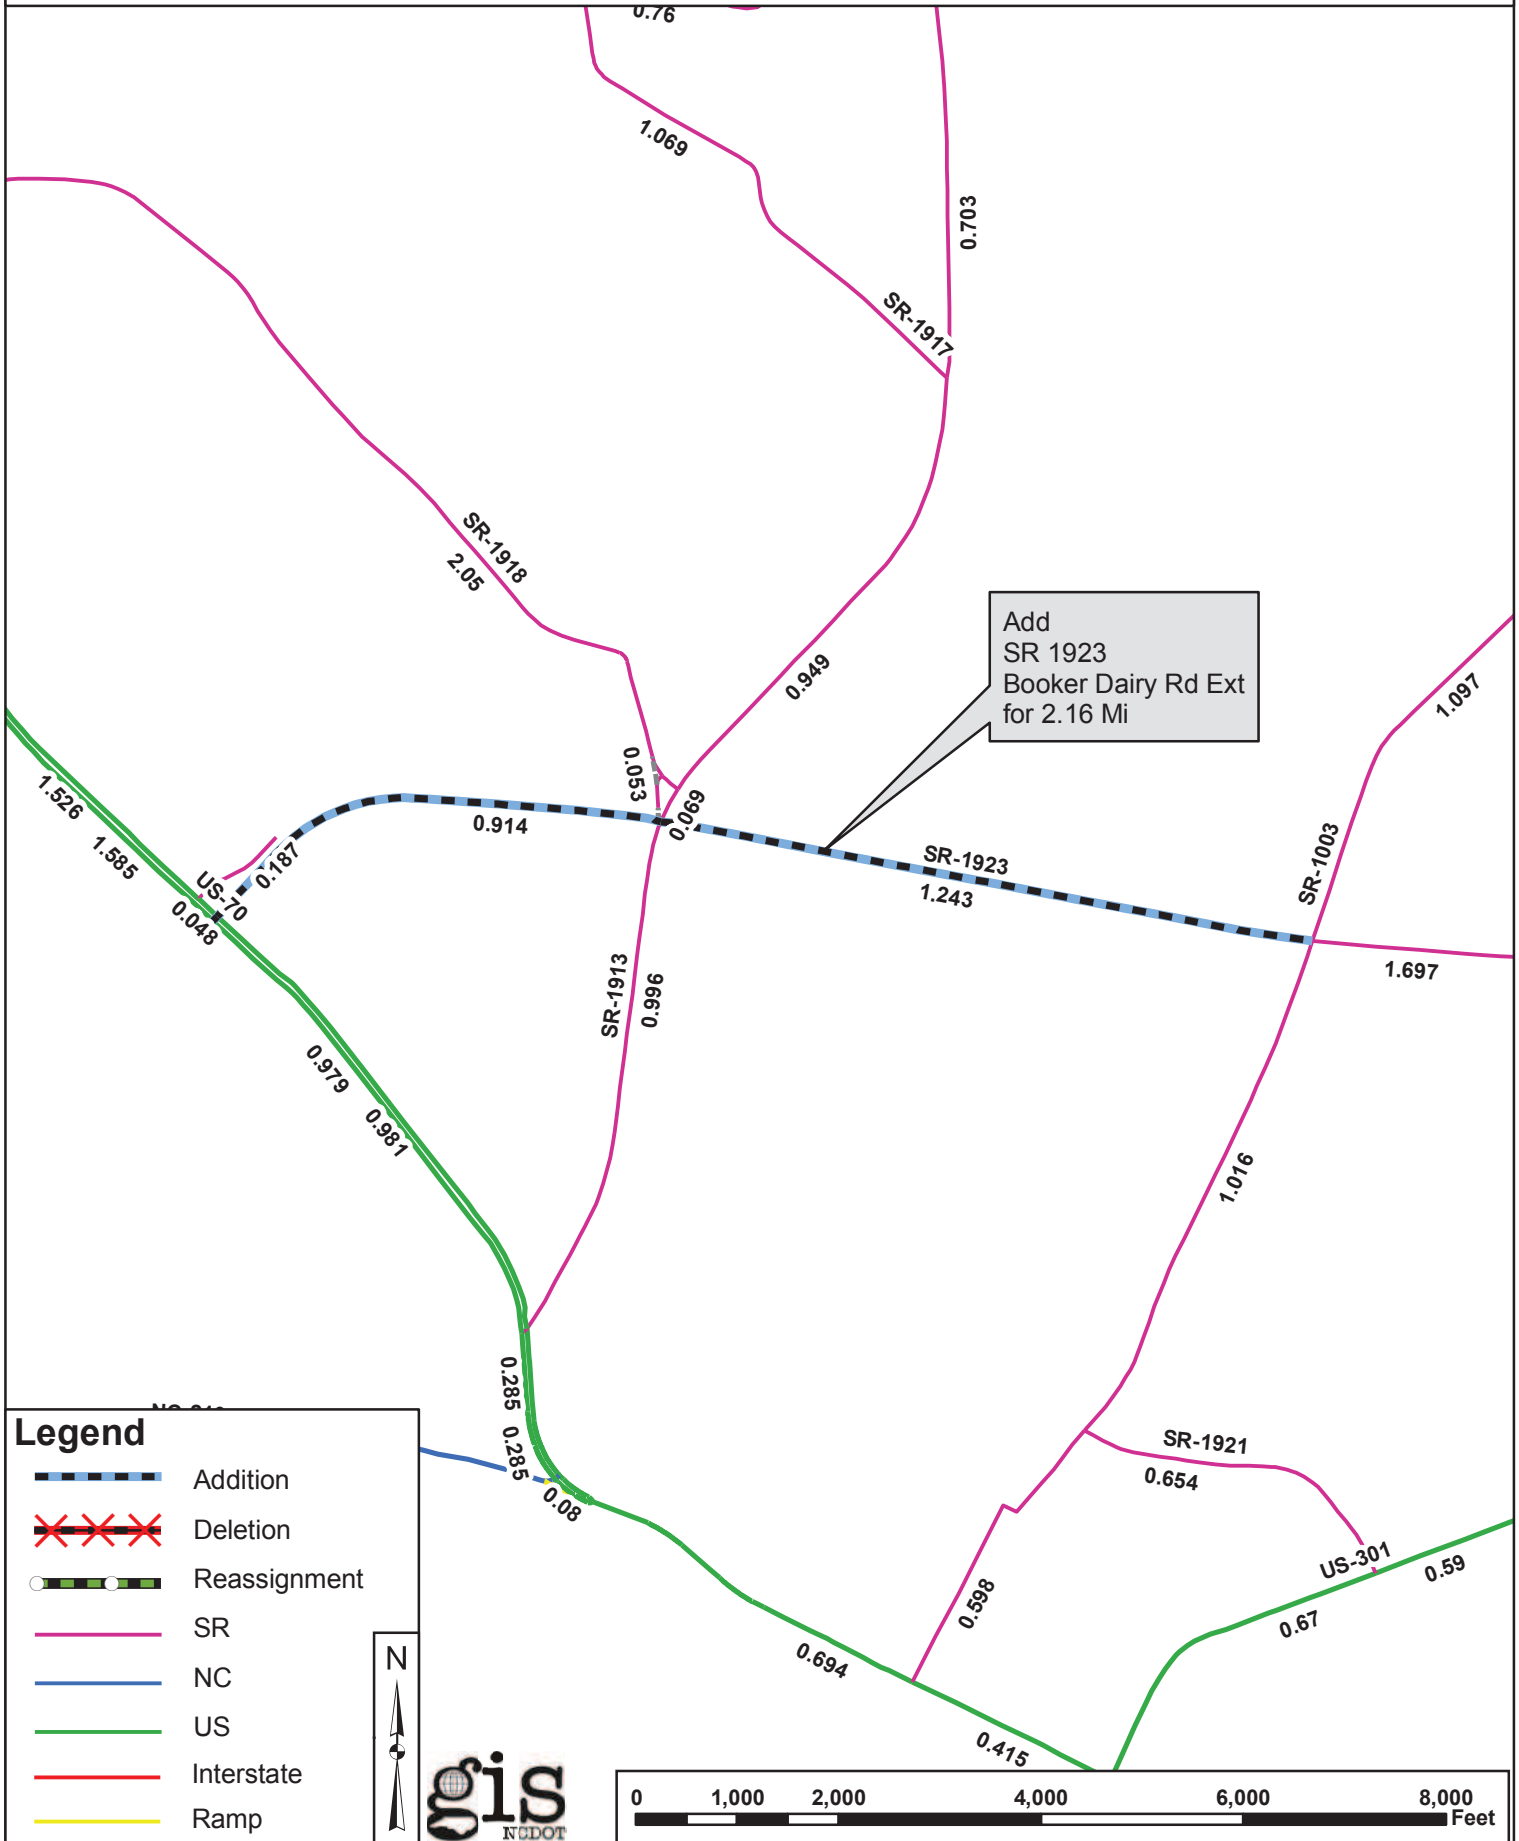 0.76
1.069
0.703
SR-1917
SR-1918
2.05
0.949
Add
SR 1923
Booker Dairy Rd Ext
for 2.16 Mi
1.097
0.053
0.069
1.526
1.585
0.914
0.187
US-70
0.048
SR-1923
1.243
SR-1003
1.697
SR-1913
0.996
0.979
0.981
1.016
0.285
0.285
0.08
SR-1921
0.654
US-301
0.59
0.67
0.598
0.694
0.415
Legend
Addition
Deletion
Reassignment
SR
NC
US
Interstate
Ramp
N
gis
NCDOT
0 1,000 2,000 4,000 6,000 8,000
Feet